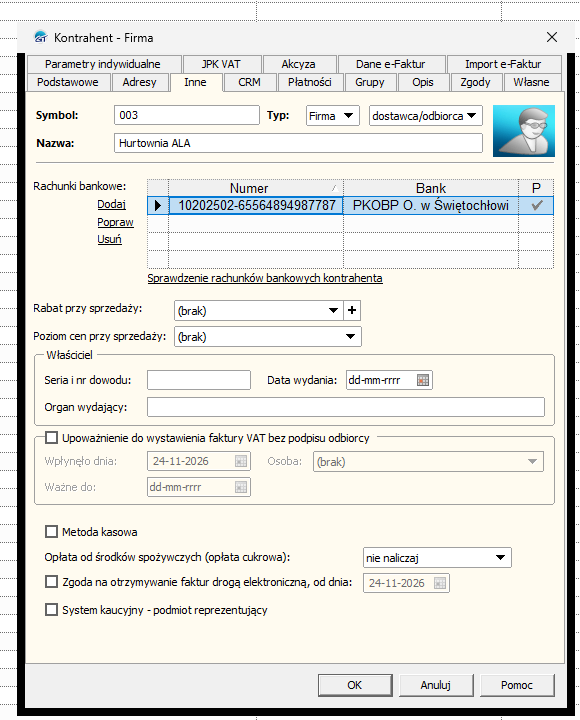 Kontrahent - Firma
Parametry indywidualne JPK VAT Akcyza Dane e-Faktur Import e-Faktur
Podstawowe Adresy Inne CRM Płatności Grupy Opis Zgody Własne
Symbol: 003 Typ: Firma dostawca/odbiorca
Nazwa: Hurtownia ALA
Rachunki bankowe:
Numer Bank P
Dodaj 10202502-65564894987787 PKOBP O. w Świętochłowi
Popraw
Usuń
Sprawdzenie rachunków bankowych kontrahenta
Rabat przy sprzedaży: (brak)
Poziom cen przy sprzedaży: (brak)
Właściciel
Seria i nr dowodu: Data wydania: dd-mm-rrrr
Organ wydający:
Upoważnienie do wystawienia faktury VAT bez podpisu odbiorcy
Wpłynęło dnia: 24-11-2026 Osoba: (brak)
Ważne do: dd-mm-rrrr
Metoda kasowa
Opłata od środków spożywczych (opłata cukrowa): nie naliczaj
Zgoda na otrzymywanie faktur drogą elektroniczną, od dnia: 24-11-2026
System kaucyjny - podmiot reprezentujący
OK Anuluj Pomoc